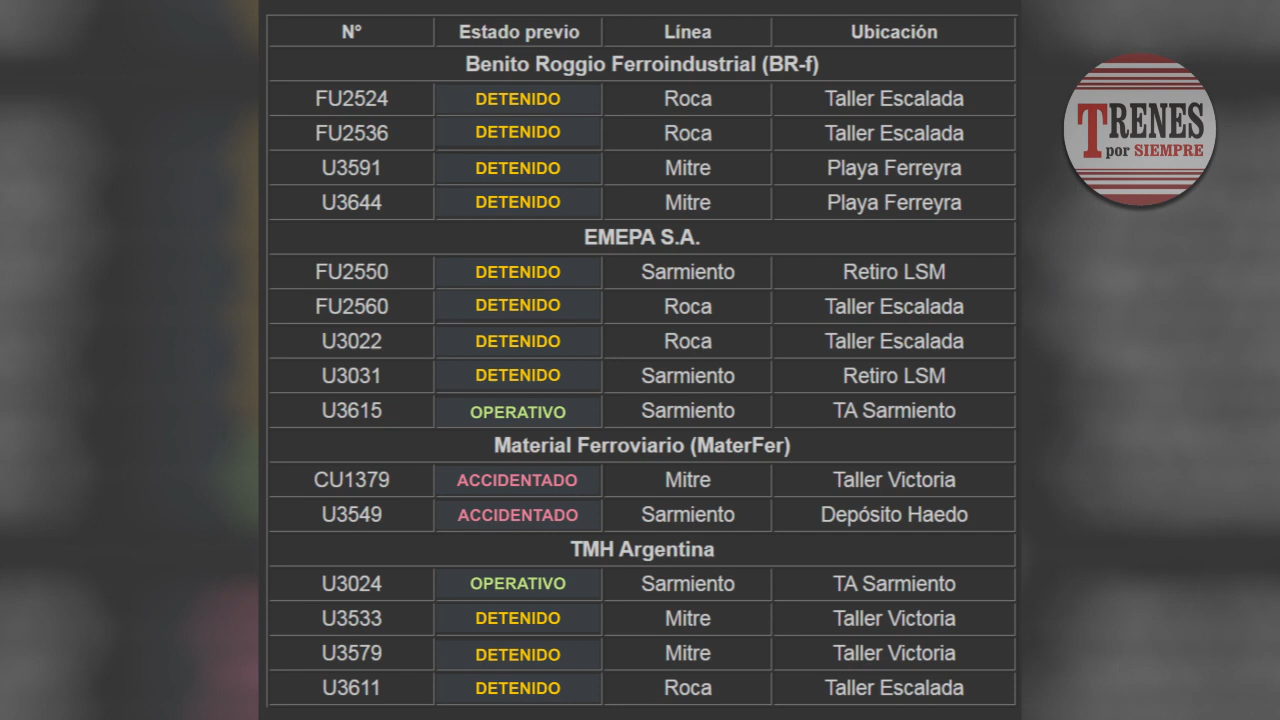 N° Estado previo Línea Ubicación
Benito Roggio Ferroindustrial (BR-f)
FU2524 DETENIDO Roca Taller Escalada
FU2536 DETENIDO Roca Taller Escalada
U3591 DETENIDO Mitre Playa Ferreyra
U3644 DETENIDO Mitre Playa Ferreyra
EMEPA S.A.
FU2550 DETENIDO Sarmiento Retiro LSM
FU2560 DETENIDO Roca Taller Escalada
U3022 DETENIDO Roca Taller Escalada
U3031 DETENIDO Sarmiento Retiro LSM
U3615 OPERATIVO Sarmiento TA Sarmiento
Material Ferroviario (MaterFer)
CU1379 ACCIDENTADO Mitre Taller Victoria
U3549 ACCIDENTADO Sarmiento Depósito Haedo
TMH Argentina
U3024 OPERATIVO Sarmiento TA Sarmiento
U3533 DETENIDO Mitre Taller Victoria
U3579 DETENIDO Mitre Taller Victoria
U3611 DETENIDO Roca Taller Escalada
TRENES
por SIEMPRE